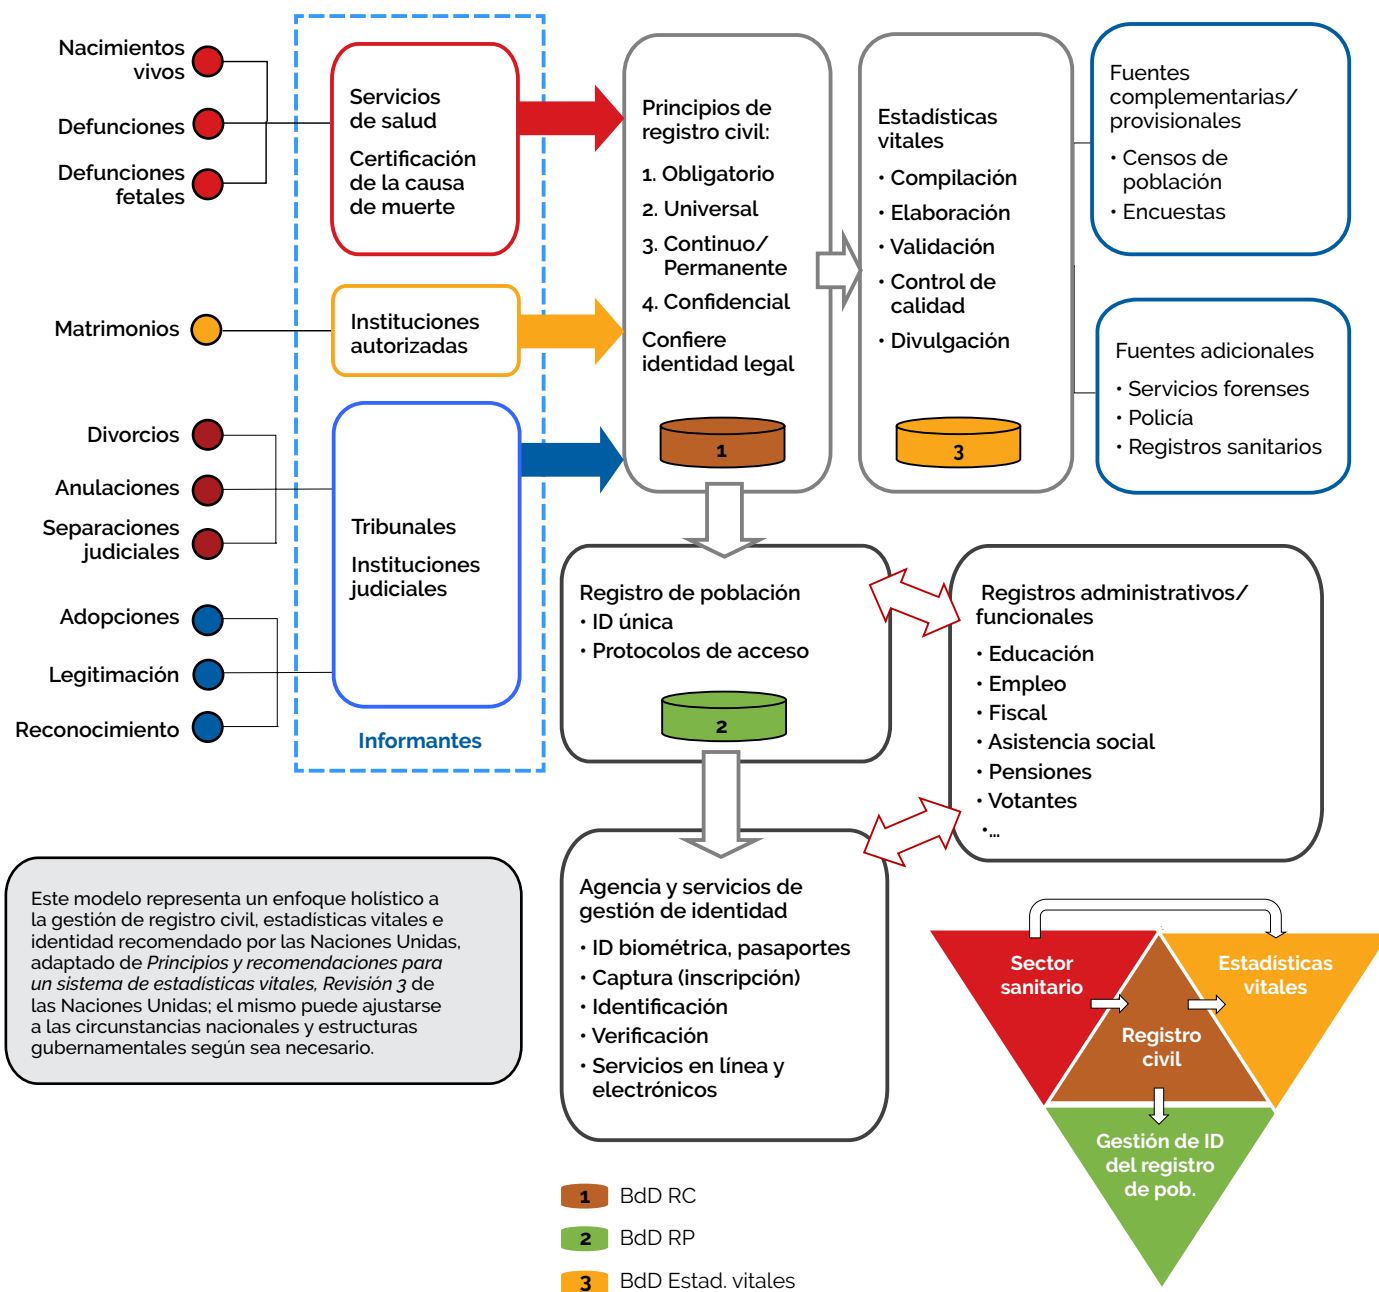 Nacimientos
vivos
Defunciones
Defunciones
fetales
Matrimonios
Divorcios
Anulaciones
Separaciones
judiciales
Adopciones
Legitimación
Reconocimiento
Servicios
de salud
Certificación
de la causa
de muerte
Instituciones
autorizadas
Tribunales
Instituciones
judiciales
Informantes
Principios de
registro civil:
1. Obligatorio
2. Universal
3. Continuo/
Permanente
4. Confidencial
Confiere
identidad legal
1
Estadísticas
vitales
• Compilación
• Elaboración
• Validación
• Control de
calidad
• Divulgación
3
Fuentes
complementarias/
provisionales
• Censos de
población
• Encuestas
Fuentes adicionales
• Servicios forenses
• Policía
• Registros sanitarios
Registro de población
• ID única
• Protocolos de acceso
2
Registros administrativos/
funcionales
• Educación
• Empleo
• Fiscal
• Asistencia social
• Pensiones
• Votantes
•...
Agencia y servicios de
gestión de identidad
• ID biométrica, pasaportes
• Captura (inscripción)
• Identificación
• Verificación
• Servicios en línea y
electrónicos
Este modelo representa un enfoque holístico a
la gestión de registro civil, estadísticas vitales e
identidad recomendado por las Naciones Unidas,
adaptado de Principios y recomendaciones para
un sistema de estadísticas vitales, Revisión 3 de
las Naciones Unidas; el mismo puede ajustarse
a las circunstancias nacionales y estructuras
gubernamentales según sea necesario.
Sector
sanitario
Estadísticas
vitales
Registro
civil
Gestión de ID
del registro
de pob.
1 BdD RC
2 BdD RP
3 BdD Estad. vitales